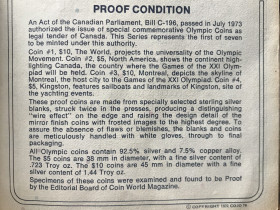 PROOF CONDITION
An Act of the Canadian Parliament, Bill C-196, passed in July 1973
authorized the issue of special commemorative Olympic Coins as
legal tender of Canada. This Series represents the first of seven
to be minted under this authority.
Coin #1, $10, World, projects the universality of the Olympic
Movement. Coin #2, $5, North America, shows the continent high-
lighting Canada, the country where the Games of the XXI Olym-
piad will be held. Coin #3, $10, Montreal, depicts the skyline of
Montreal, the host city to the Games of the XXI Olympiad. Coin #4,
$5, Kingston, features sailboats and landmarks of Kingston, site of
the yachting events.
These proof coins are made from specially selected sterling silver
blanks, struck twice in the presses, producing a distinguishing
"wire effect" on the edge and raising the design detail of the
mirror finish coins with frosted images to the highest degree. To
assure the absence of flaws or blemishes, the blanks and coins
are meticulously handled with white gloves, through to final
packaging.
All Olympic coins contain 92.5% silver and 7.5% copper alloy.
The $5 coins are 38 mm in diameter, with a fine silver content of
.723 Troy oz. The $10 coins are 45 mm in diameter with a fine
silver content of 1.44 Troy oz.
Specimens of these coins were examined and found to be Proof
by the Editorial Board of Coin World Magazine.